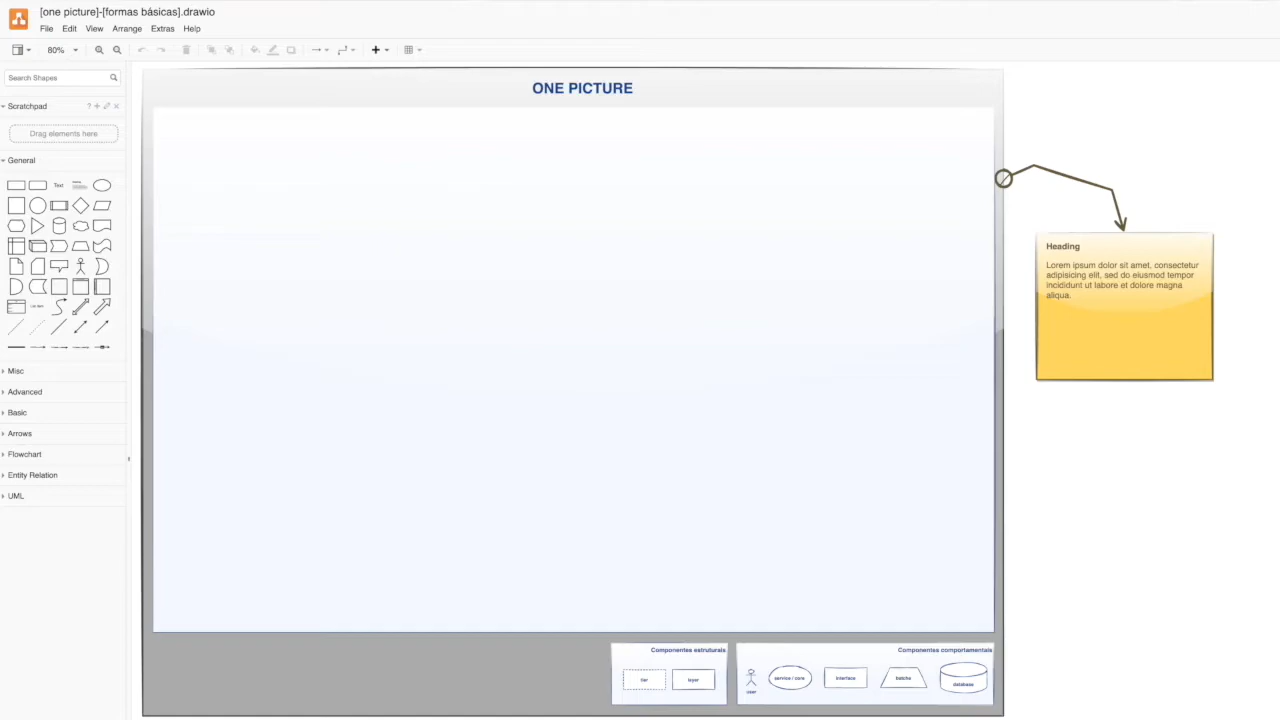 [one picture]-[formas básicas].drawio
File Edit View Arrange Extras Help
80%
Search Shapes
Scratchpad
Drag elements here
General
Text
Misc
Advanced
Basic
Arrows
Flowchart
Entity Relation
UML
ONE PICTURE
Heading
Lorem ipsum dolor sit amet, consectetur
adipisicing elit, sed do eiusmod tempor
incididunt ut labore et dolore magna
aliqua.
Componentes estruturais
tier
layer
Componentes comportamentais
user
service / core
interface
batche
database